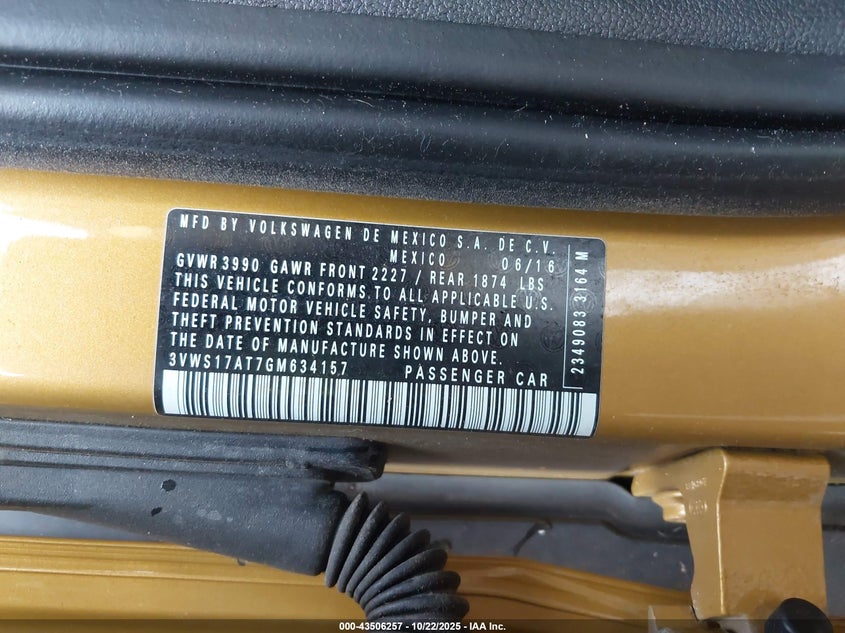 MFD BY VOLKSWAGEN DE MEXICO S.A. DE C.V.
MEXICO 06/16
GVWR 3990 GAWR FRONT 2227 / REAR 1874 LBS
THIS VEHICLE CONFORMS TO ALL APPLICABLE U.S.
FEDERAL MOTOR VEHICLE SAFETY, BUMPER AND
THEFT PREVENTION STANDARDS IN EFFECT ON
THE DATE OF MANUFACTURE SHOWN ABOVE.
3VWS17AT7GM634157 PASSENGER CAR
2349083 3164 M
000-43506257 - 10/22/2025 - IAA Inc.